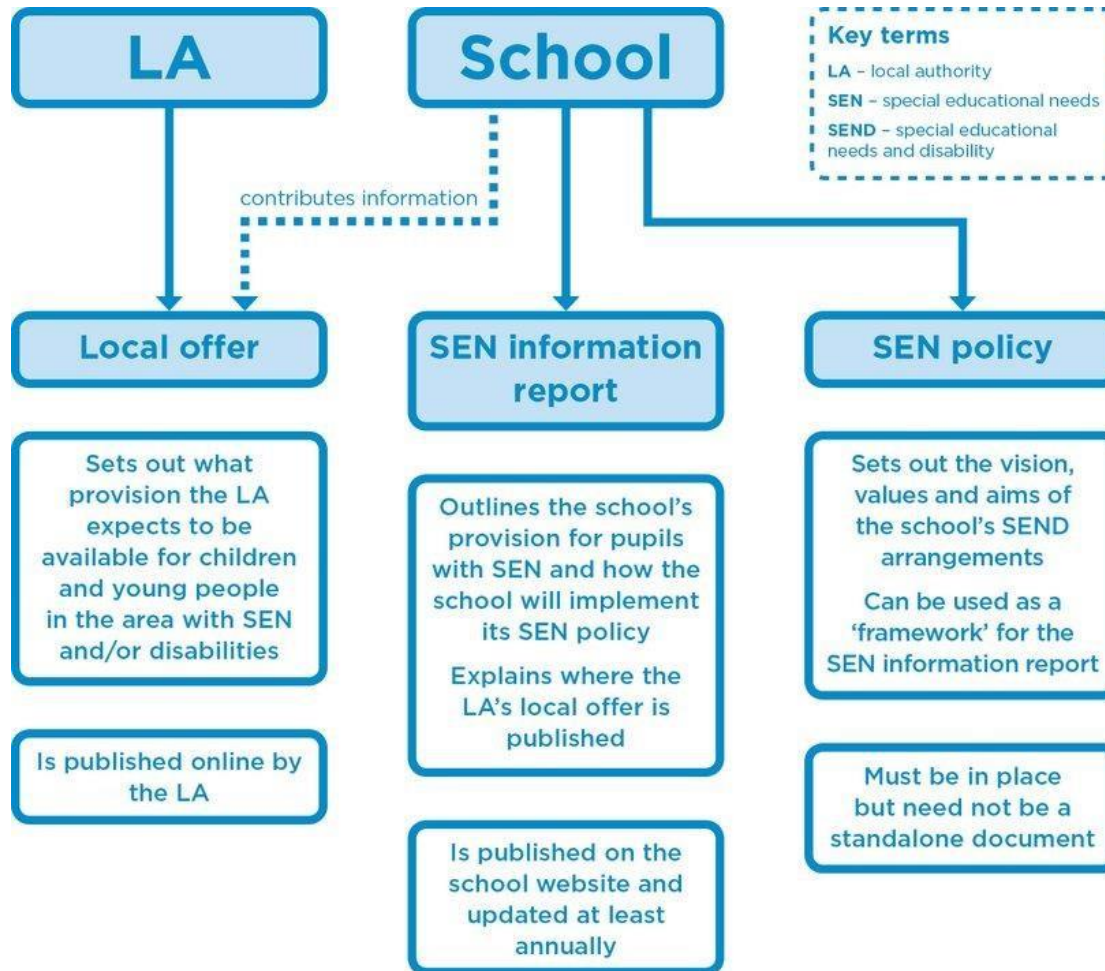 LA
School
Key terms
LA – local authority
SEN – special educational needs
SEND – special educational
needs and disability
contributes information
Local offer
Sets out what
provision the LA
expects to be
available for children
and young people
in the area with SEN
and/or disabilities
Is published online by
the LA
SEN information
report
Outlines the school’s
provision for pupils
with SEN and how the
school will implement
its SEN policy
Explains where the
LA’s local offer is
published
Is published on the
school website and
updated at least
annually
SEN policy
Sets out the vision,
values and aims of
the school’s SEND
arrangements
Can be used as a
‘framework’ for the
SEN information report
Must be in place
but need not be a
standalone document